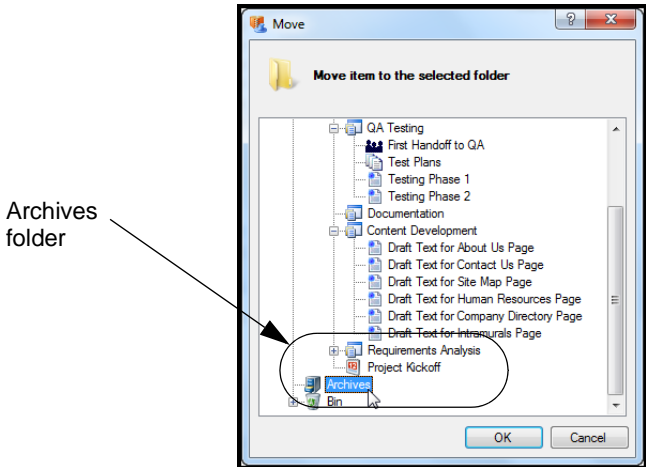 Move
Move item to the selected folder
QA Testing
First Handoff to QA
Test Plans
Testing Phase 1
Testing Phase 2
Documentation
Content Development
Draft Text for About Us Page
Draft Text for Contact Us Page
Draft Text for Site Map Page
Draft Text for Human Resources Page
Draft Text for Company Directory Page
Draft Text for Intramurals Page
Requirements Analysis
Project Kickoff
Archives
Bin
OK Cancel
Archives
folder